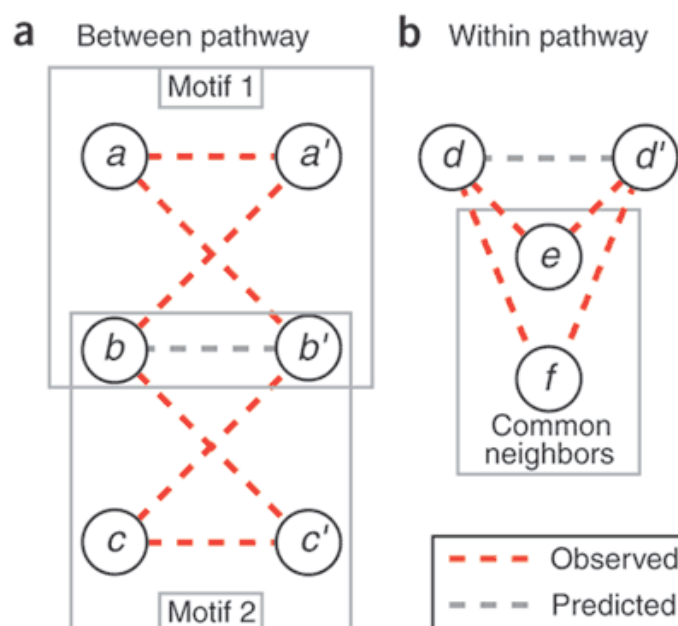 a Between pathway
Motif 1
a a'
b b'
c c'
Motif 2
b Within pathway
d d'
e
f
Common
neighbors
Observed
Predicted